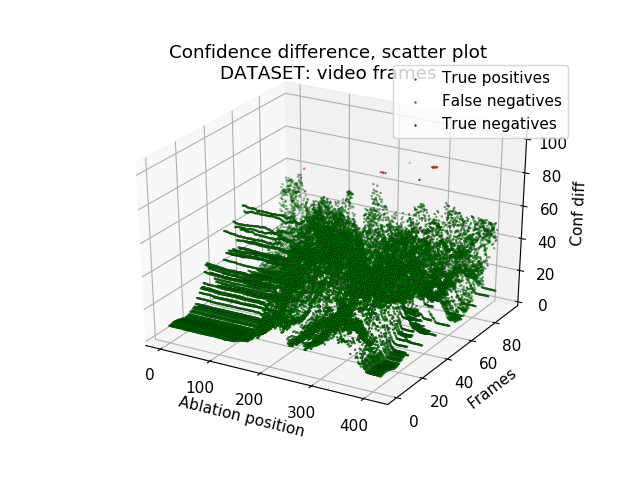 Confidence difference, scatter plot
DATASET: video frames
True positives
False negatives
True negatives
100
80
60
40
20
0
Conf diff
0
100
200
300
400
Ablation position
0
20
40
60
80
Frames